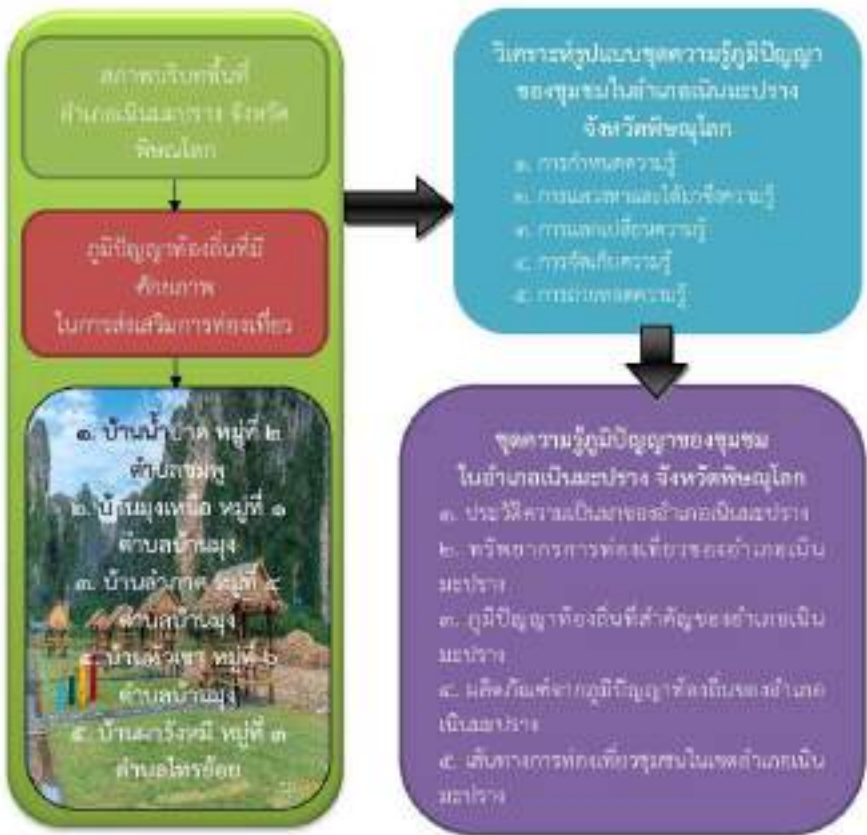 สภาพบริบทพื้นที่
อำเภอเนินมะปราง จังหวัด
พิษณุโลก
ภูมิปัญญาท้องถิ่นที่มี
ศักยภาพ
ในการส่งเสริมการท่องเที่ยว
๑. บ้านน้ำปาด หมู่ที่ ๒
ตำบลชมพู
๒. บ้านมุงเหนือ หมู่ที่ ๑
ตำบลบ้านมุง
๓. บ้านลำภาศ หมู่ที่ ๕
ตำบลบ้านมุง
๔. บ้านหัวเขา หมู่ที่ ๖
ตำบลบ้านมุง
๕. บ้านผารังหมี หมู่ที่ ๓
ตำบลไทรย้อย
วิเคราะห์รูปแบบชุดความรู้ภูมิปัญญา
ของชุมชนในอำเภอเนินมะปราง
จังหวัดพิษณุโลก
๑. การกำหนดความรู้
๒. การแสวงหาและได้มาซึ่งความรู้
๓. การแลกเปลี่ยนความรู้
๔. การจัดเก็บความรู้
๕. การถ่ายทอดความรู้
ชุดความรู้ภูมิปัญญาของชุมชน
ในอำเภอเนินมะปราง จังหวัดพิษณุโลก
๑. ประวัติความเป็นมาของอำเภอเนินมะปราง
๒. ทรัพยากรการท่องเที่ยวของอำเภอเนิน
มะปราง
๓. ภูมิปัญญาท้องถิ่นที่สำคัญของอำเภอเนิน
มะปราง
๔. ผลิตภัณฑ์จากภูมิปัญญาท้องถิ่นของอำเภอ
เนินมะปราง
๕. เส้นทางการท่องเที่ยวชุมชนในเขตอำเภอเนิน
มะปราง